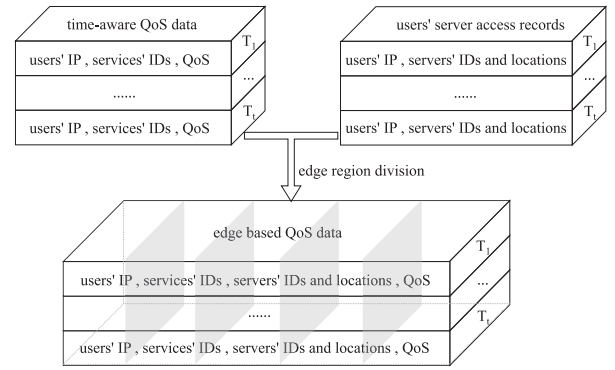 time-aware QoS data
users' IP , services' IDs , QoS
......
users' IP , services' IDs , QoS
T1
...
Tt
users' server access records
users' IP , servers' IDs and locations
......
users' IP , servers' IDs and locations
T1
...
Tt
edge region division
edge based QoS data
users' IP , services' IDs , servers' IDs and locations , QoS
......
users' IP , services' IDs , servers' IDs and locations , QoS
T1
...
Tt